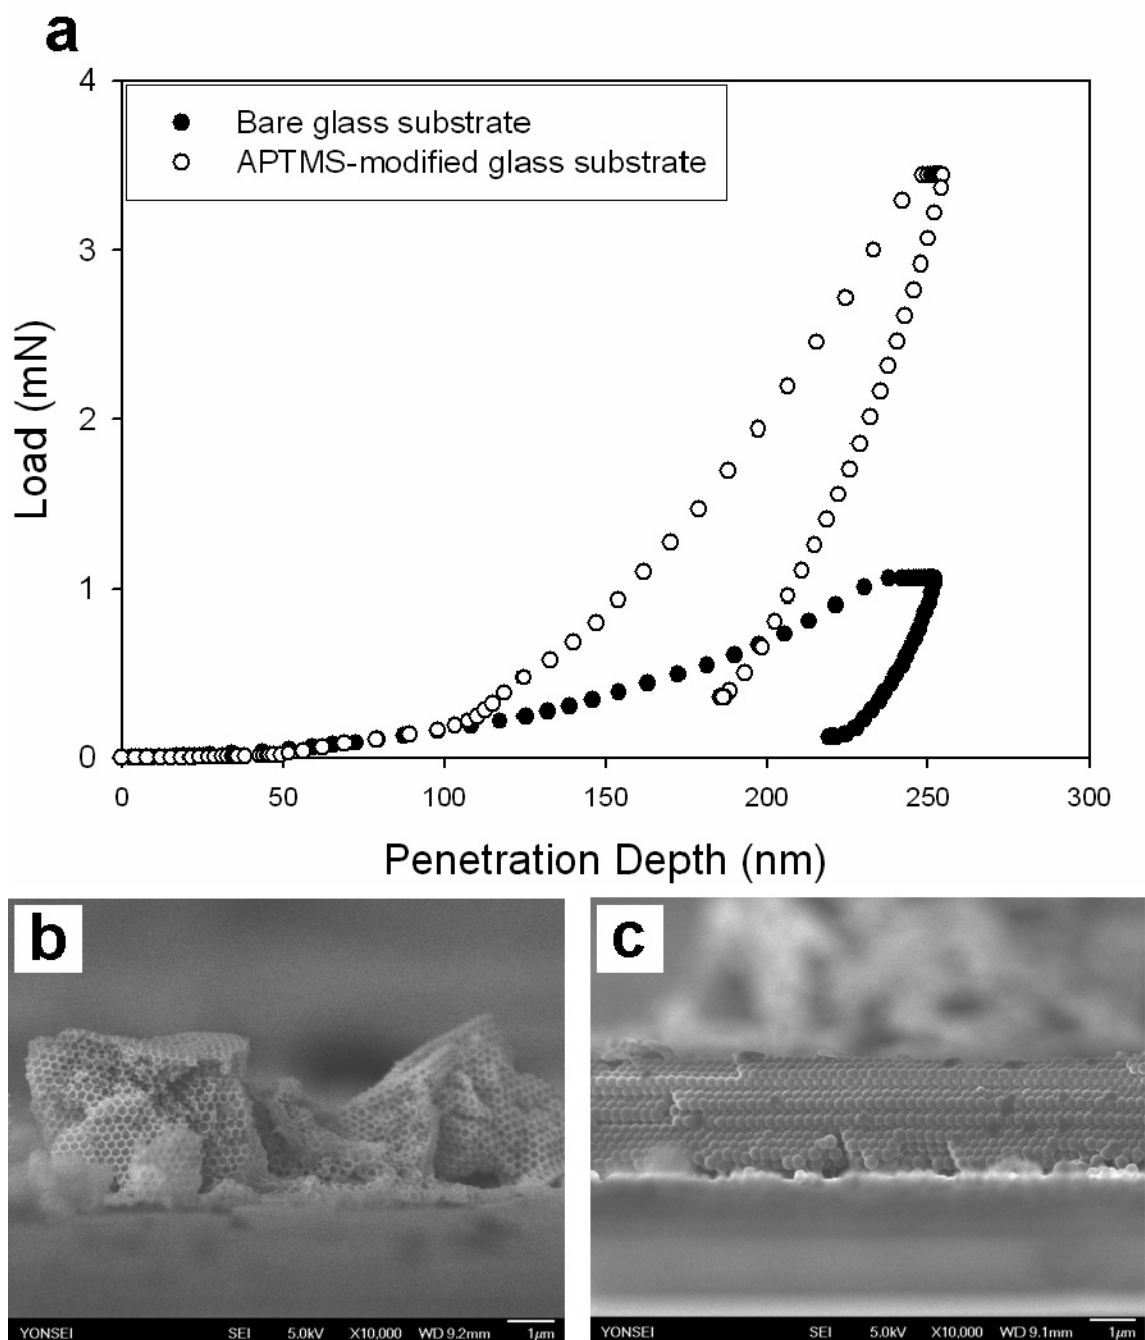 a
4
Bare glass substrate
APTMS-modified glass substrate
3
2
1
0
Load (mN)
0 50 100 150 200 250 300
Penetration Depth (nm)
b
c
YONSEI SEI 5.0kV X10,000 WD 9.2mm 1μm
YONSEI SEI 5.0kV X10,000 WD 9.1mm 1μm